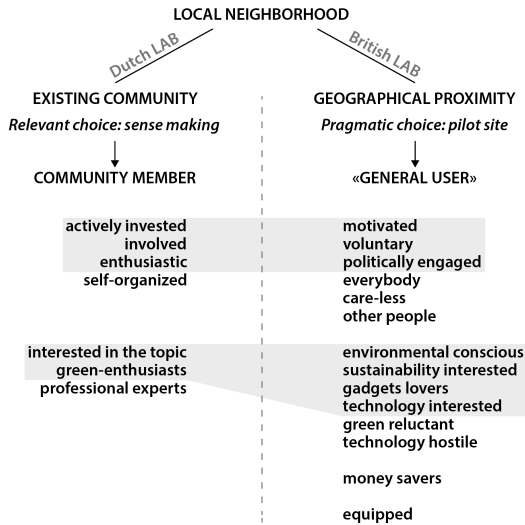 LOCAL NEIGHBORHOOD
Dutch LAB
British LAB
EXISTING COMMUNITY
Relevant choice: sense making
COMMUNITY MEMBER
actively invested
involved
enthusiastic
self-organized
interested in the topic
green-enthusiasts
professional experts
GEOGRAPHICAL PROXIMITY
Pragmatic choice: pilot site
«GENERAL USER»
motivated
voluntary
politically engaged
everybody
care-less
other people
environmental conscious
sustainability interested
gadgets lovers
technology interested
green reluctant
technology hostile
money savers
equipped